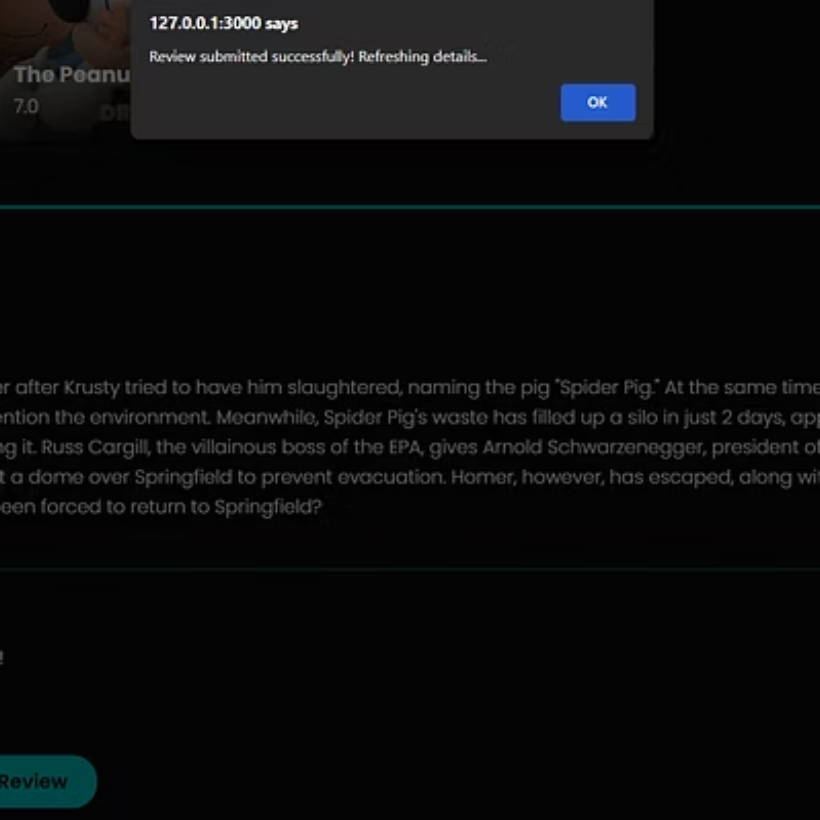 127.0.0.1:3000 says
Review submitted successfully! Refreshing details...
OK
The Peanu
7.0
er after Krusty tried to have him slaughtered, naming the pig "Spider Pig." At the same time
ention the environment. Meanwhile, Spider Pig's waste has filled up a silo in just 2 days, app
ng it. Russ Cargill, the villainous boss of the EPA, gives Arnold Schwarzenegger, president of
t a dome over Springfield to prevent evacuation. Homer, however, has escaped, along wit
een forced to return to Springfield?
!
Review